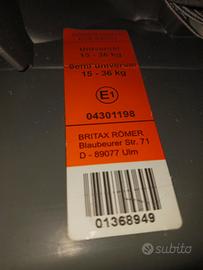 Universal
15 - 36 kg
Semi universal
15 - 36 kg
E1
04301198
BRITAX RÖMER
Blaubeurer Str. 71
D - 89077 Ulm
01368949
subito